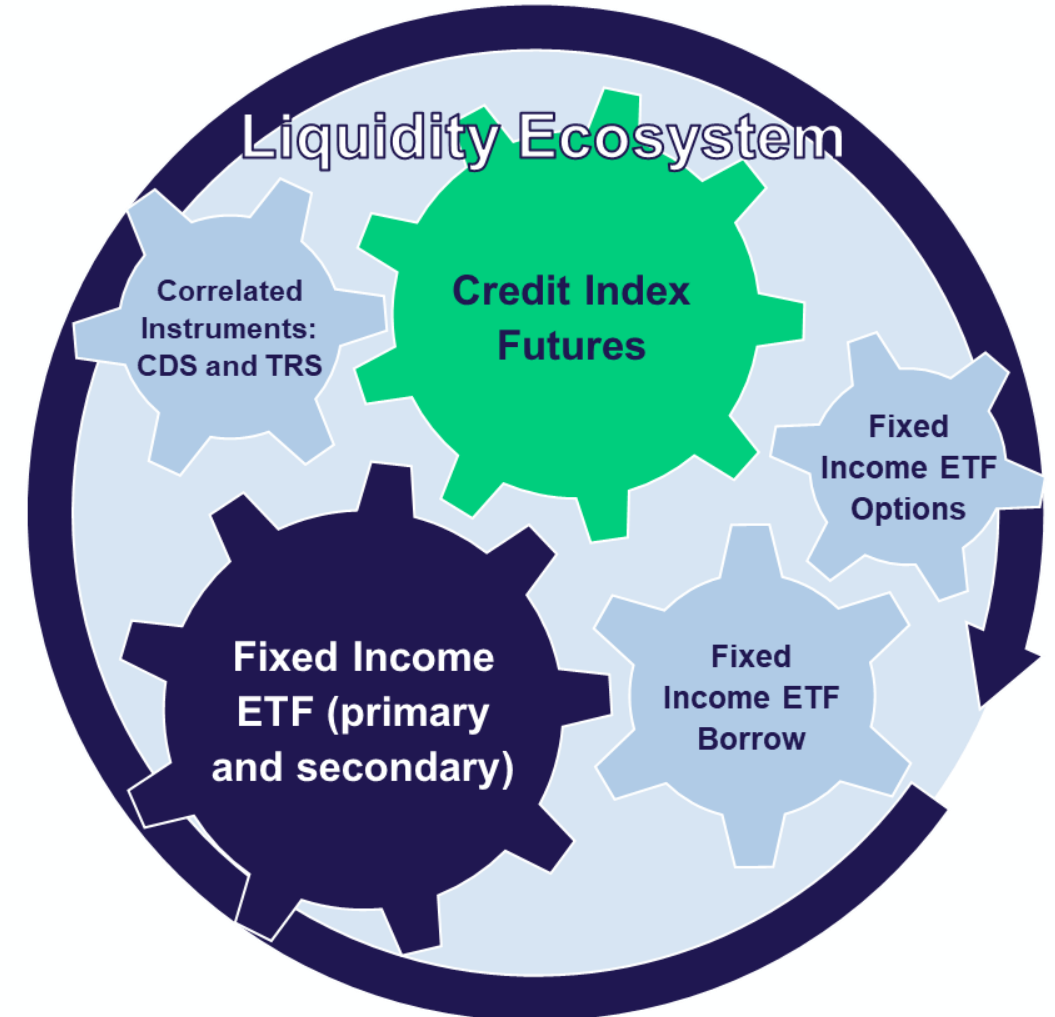 Liquidity Ecosystem
Correlated
Instruments:
CDS and TRS
Credit Index
Futures
Fixed
Income ETF
Options
Fixed Income
ETF (primary
and secondary)
Fixed
Income ETF
Borrow